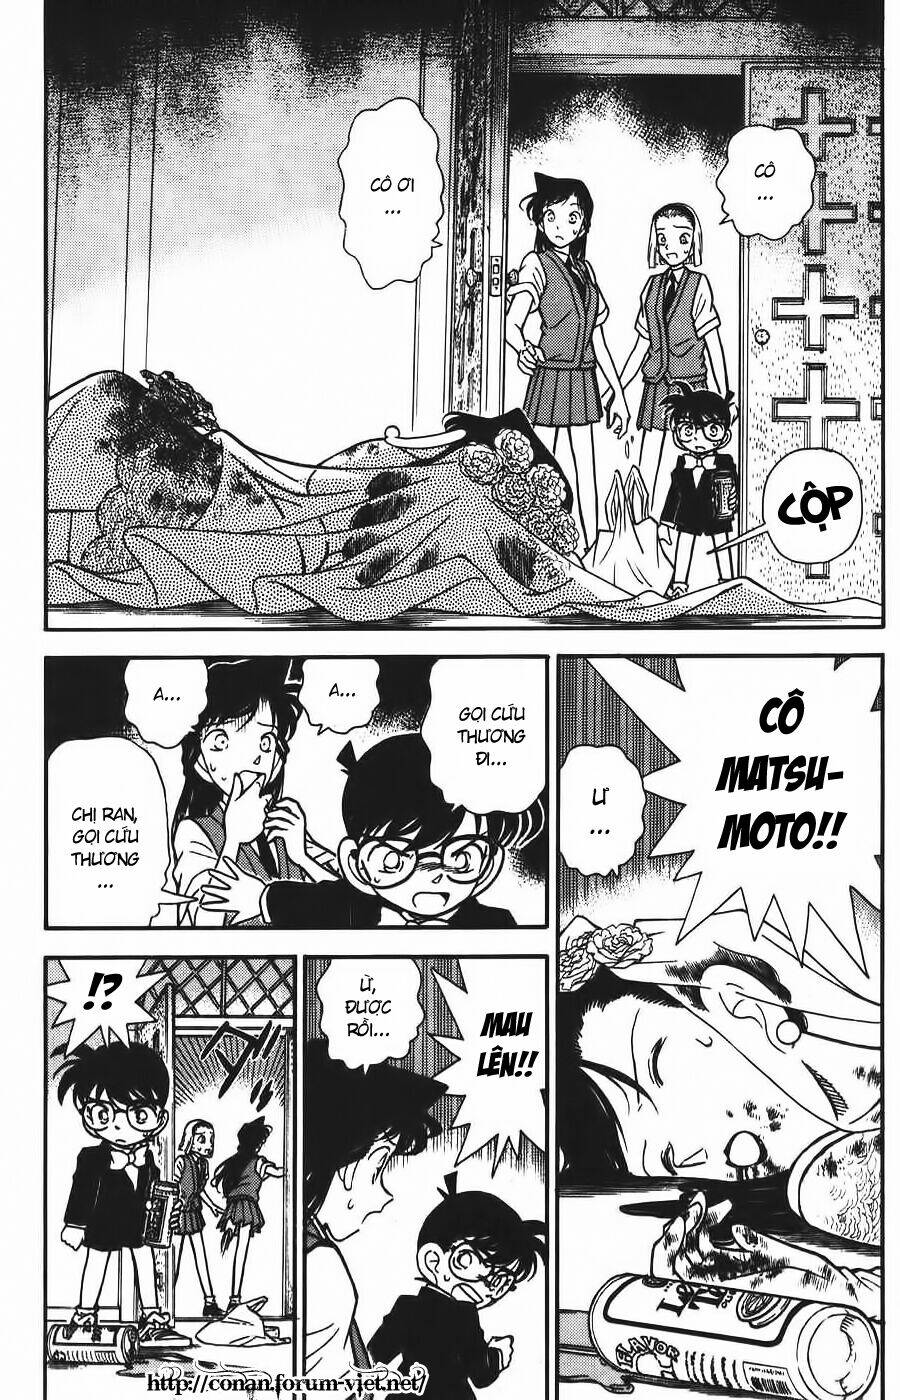 CÔ
...
CÔ ƠI
...
CỘP
CÔ
MATSU-
MOTO!!
Ư
...
GỌI CỨU
THƯƠNG
ĐI...
A...
A...
CHỊ RAN,
GỌI CỨU
THƯƠNG
...
MAU
LÊN!!
Ừ,
ĐƯỢC
RỒI...
!?
FLAVOR
http://conan.forum-viet.net/